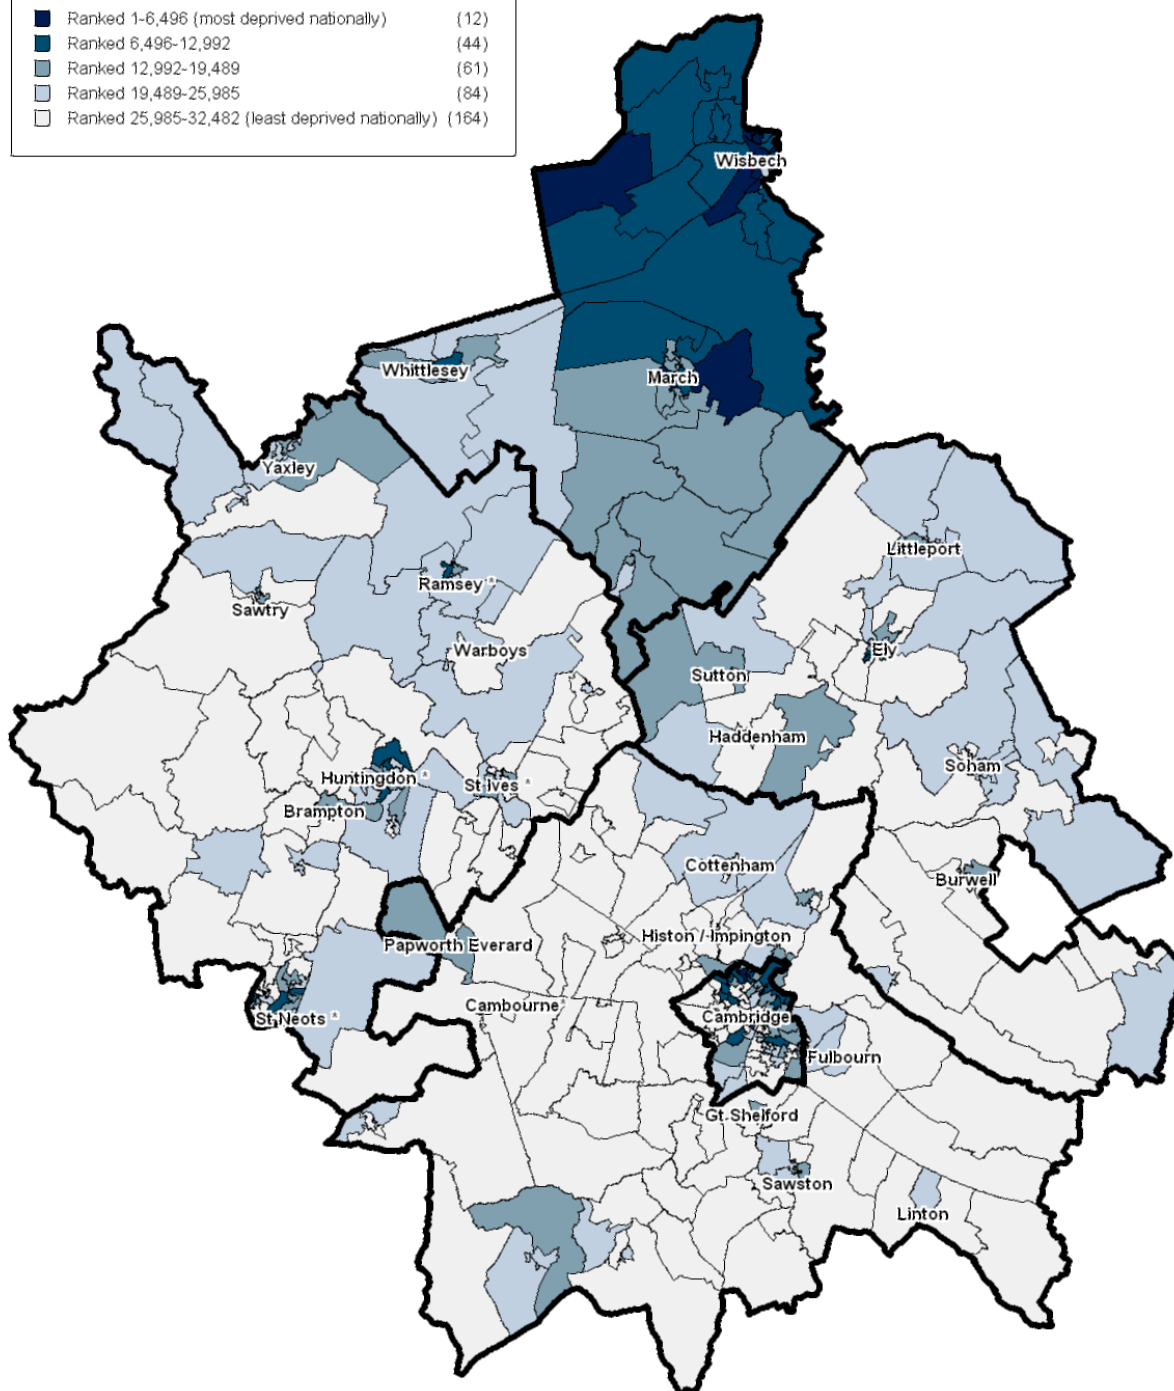 Ranked 1-6,496 (most deprived nationally) (12)
Ranked 6,496-12,992 (44)
Ranked 12,992-19,489 (61)
Ranked 19,489-25,985 (84)
Ranked 25,985-32,482 (least deprived nationally) (164)
Wisbech
Whittlesey
March
Yaxley
Littleport
Ramsey *
Sawtry
Warboys
Ely
Sutton
Haddenham
Soham
Huntingdon *
St Ives *
Brampton
Cottenham
Burwell
Histon / Impington
Papworth Everard
Cambourne*
Cambridge
St Neots *
Fulbourn
Gt Shelford
Sawston
Linton